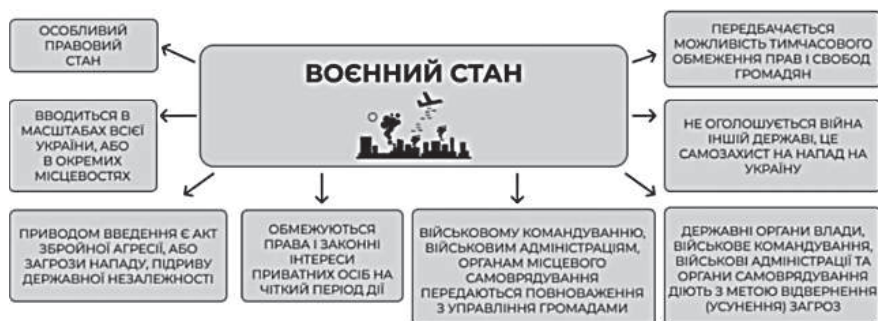 ОСОБЛИВИЙ
ПРАВОВИЙ
СТАН
ВОЄННИЙ СТАН
ПЕРЕДБАЧАЄТЬСЯ
МОЖЛИВІСТЬ ТИМЧАСОВОГО
ОБМЕЖЕННЯ ПРАВ І СВОБОД
ГРОМАДЯН
ВВОДИТЬСЯ В
МАСШТАБАХ ВСІЄЇ
УКРАЇНИ, АБО
В ОКРЕМИХ
МІСЦЕВОСТЯХ
НЕ ОГОЛОШУЄТЬСЯ ВІЙНА
ІНШІЙ ДЕРЖАВІ, ЦЕ
САМОЗАХИСТ НА НАПАД НА
УКРАЇНУ
ПРИВОДОМ ВВЕДЕННЯ Є АКТ
ЗБРОЙНОЇ АГРЕСІЇ, АБО
ЗАГРОЗИ НАПАДУ, ПІДРИВУ
ДЕРЖАВНОЇ НЕЗАЛЕЖНОСТІ
ОБМЕЖУЮТЬСЯ
ПРАВА І ЗАКОННІ
ІНТЕРЕСИ
ПРИВАТНИХ ОСІБ НА
ЧІТКИЙ ПЕРІОД ДІЇ
ВІЙСЬКОВОМУ КОМАНДУВАННЮ,
ВІЙСЬКОВИМ АДМІНІСТРАЦІЯМ,
ОРГАНАМ МІСЦЕВОГО
САМОВРЯДУВАННЯ
ПЕРЕДАЮТЬСЯ ПОВНОВАЖЕННЯ
З УПРАВЛІННЯ ГРОМАДАМИ
ДЕРЖАВНІ ОРГАНИ ВЛАДИ,
ВІЙСЬКОВЕ КОМАНДУВАННЯ,
ВІЙСЬКОВІ АДМІНІСТРАЦІЇ ТА
ОРГАНИ САМОВРЯДУВАННЯ
ДІЮТЬ З МЕТОЮ ВІДВЕРНЕННЯ
(УСУНЕННЯ) ЗАГРОЗ